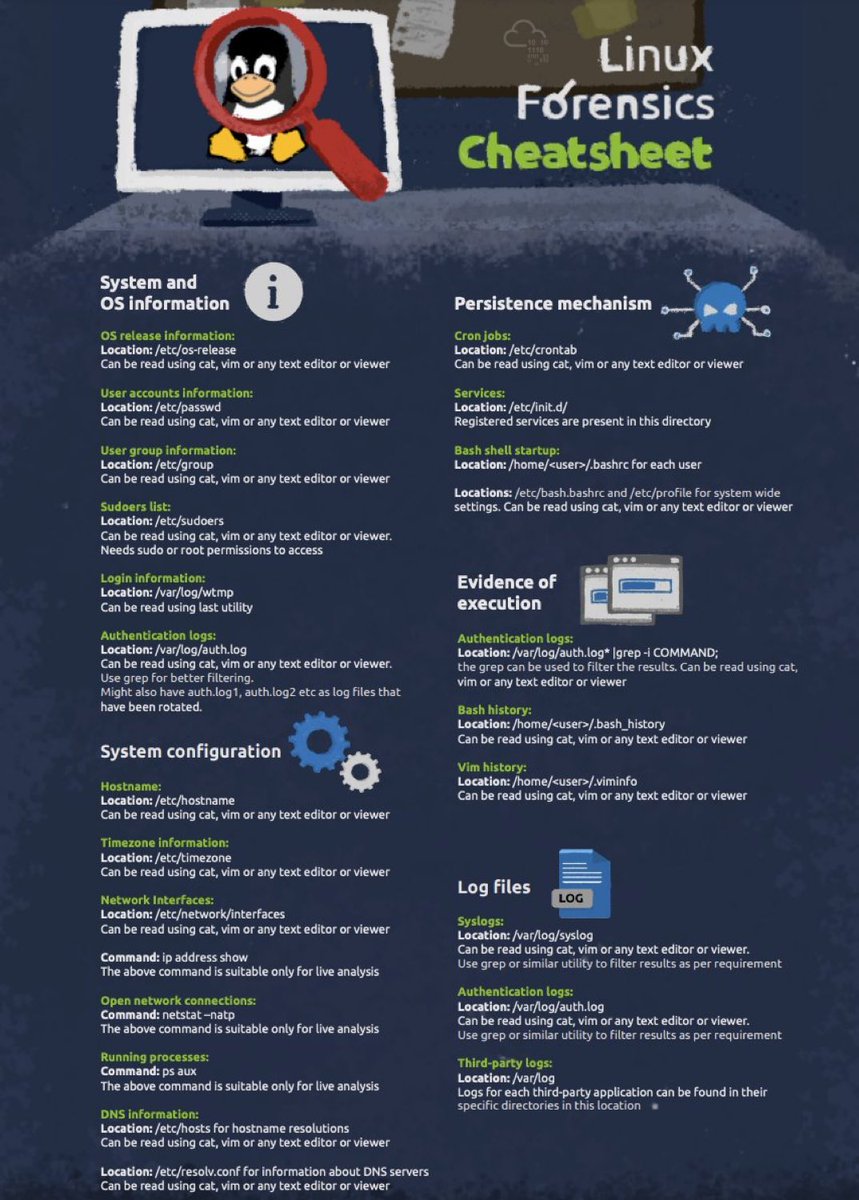 Linux
Forensics
Cheatsheet
System and
OS information
i
OS release information:
Location: /etc/os-release
Can be read using cat, vim or any text editor or viewer
User accounts information:
Location: /etc/passwd
Can be read using cat, vim or any text editor or viewer
User group information:
Location: /etc/group
Can be read using cat, vim or any text editor or viewer
Sudoers list:
Location: /etc/sudoers
Can be read using cat, vim or any text editor or viewer.
Needs sudo or root permissions to access
Login information:
Location: /var/log/wtmp
Can be read using last utility
Authentication logs:
Location: /var/log/auth.log
Can be read using cat, vim or any text editor or viewer.
Use grep for better filtering.
Might also have auth.log1, auth.log2 etc as log files that
have been rotated.
System configuration
Hostname:
Location: /etc/hostname
Can be read using cat, vim or any text editor or viewer
Timezone information:
Location: /etc/timezone
Can be read using cat, vim or any text editor or viewer
Network Interfaces:
Location: /etc/network/interfaces
Can be read using cat, vim or any text editor or viewer
Command: ip address show
The above command is suitable only for live analysis
Open network connections:
Command: netstat –natp
The above command is suitable only for live analysis
Running processes:
Command: ps aux
The above command is suitable only for live analysis
DNS information:
Location: /etc/hosts for hostname resolutions
Can be read using cat, vim or any text editor or viewer
Location: /etc/resolv.conf for information about DNS servers
Can be read using cat, vim or any text editor or viewer
Persistence mechanism
Cron jobs:
Location: /etc/crontab
Can be read using cat, vim or any text editor or viewer
Services:
Location: /etc/init.d/
Registered services are present in this directory
Bash shell startup:
Location: /home/<user>/.bashrc for each user
Locations: /etc/bash.bashrc and /etc/profile for system wide
settings. Can be read using cat, vim or any text editor or viewer
Evidence of
execution
Authentication logs:
Location: /var/log/auth.log* |grep -i COMMAND;
the grep can be used to filter the results. Can be read using cat,
vim or any text editor or viewer
Bash history:
Location: /home/<user>/.bash_history
Can be read using cat, vim or any text editor or viewer
Vim history:
Location: /home/<user>/.viminfo
Can be read using cat, vim or any text editor or viewer
Log files
LOG
Syslogs:
Location: /var/log/syslog
Can be read using cat, vim or any text editor or viewer.
Use grep or similar utility to filter results as per requirement
Authentication logs:
Location: /var/log/auth.log
Can be read using cat, vim or any text editor or viewer.
Use grep or similar utility to filter results as per requirement
Third-party logs:
Location: /var/log
Logs for each third-party application can be found in their
specific directories in this location